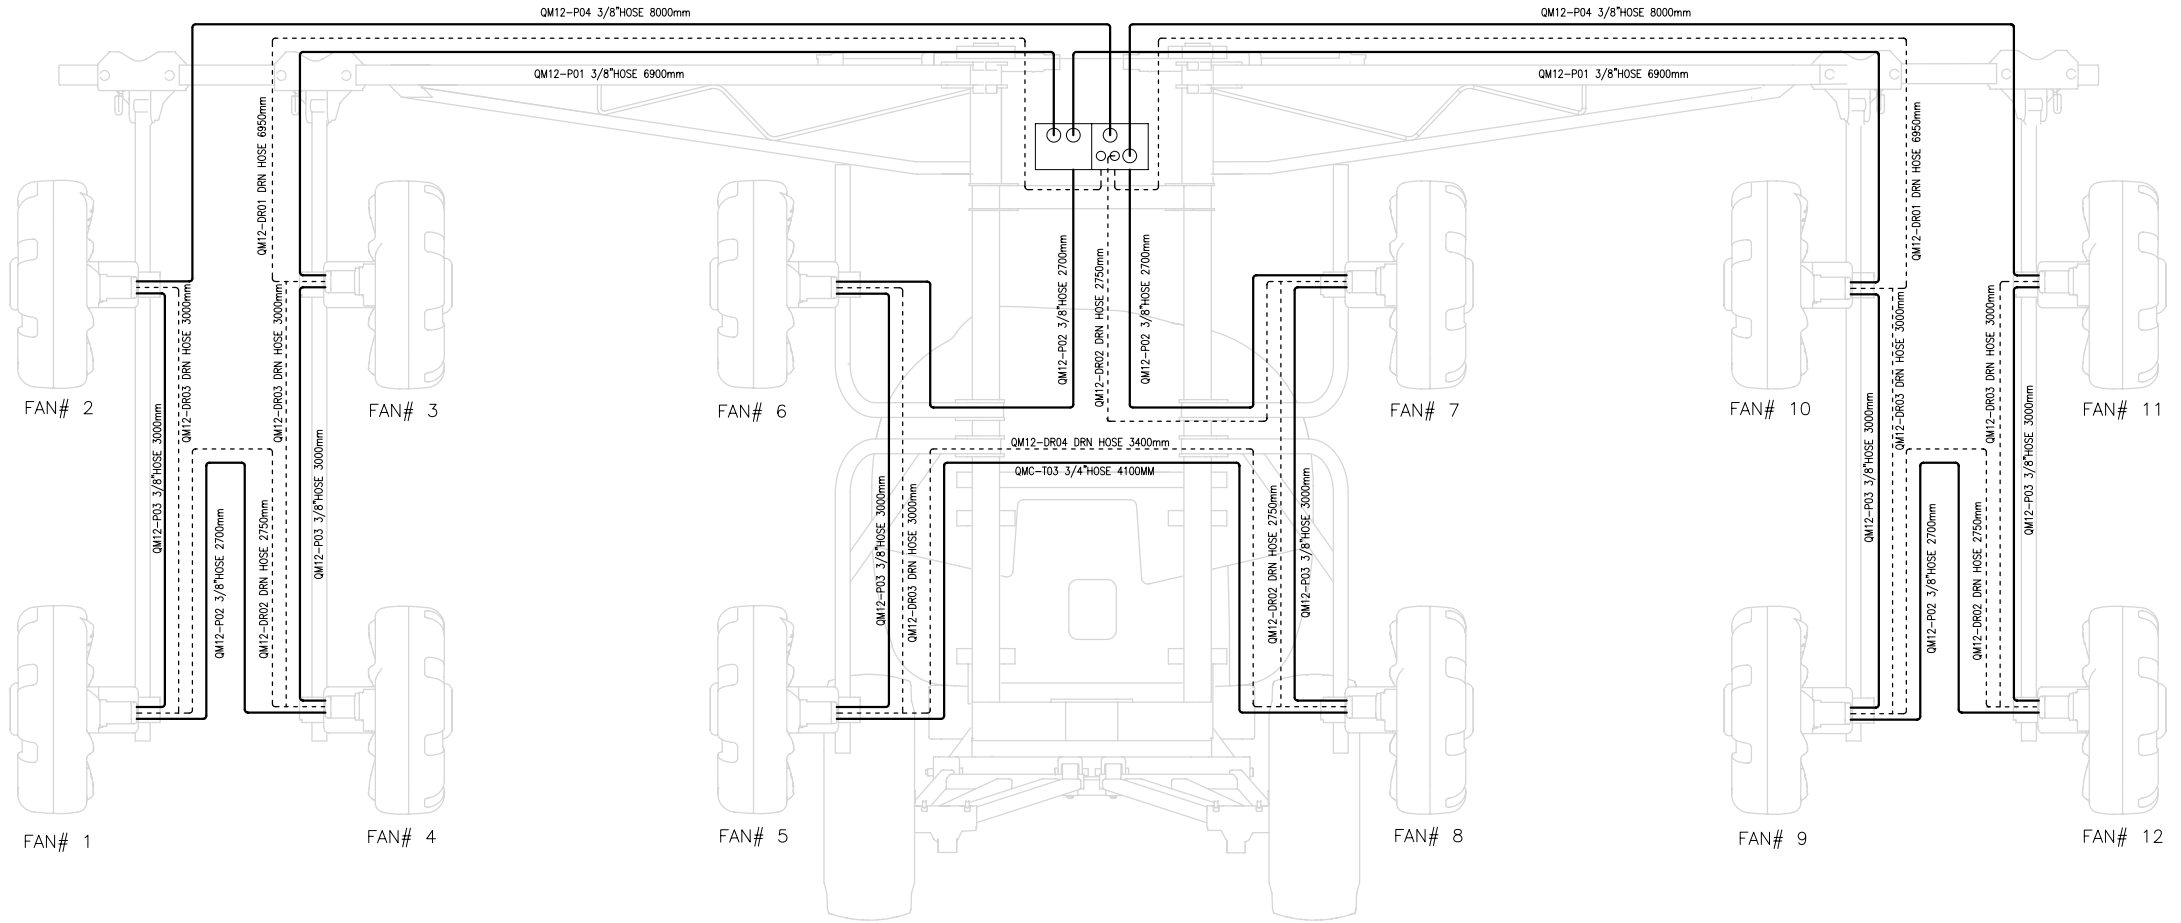 QM12-P04 3/8"HOSE 8000mm
QM12-P04 3/8"HOSE 8000mm
QM12-P01 3/8"HOSE 6900mm
QM12-P01 3/8"HOSE 6900mm
QM12-DR01 DRN HOSE 6950mm
QM12-DR01 DRN HOSE 6950mm
QM12-P02 3/8"HOSE 2700mm
QM12-DR02 DRN HOSE 2750mm
QM12-P02 3/8"HOSE 2700mm
QM12-DR03 DRN HOSE 3000mm
QM12-DR03 DRN HOSE 3000mm
QM12-DR03 DRN HOSE 3000mm
QM12-DR03 DRN HOSE 3000mm
FAN# 2
FAN# 3
FAN# 6
FAN# 7
FAN# 10
FAN# 11
QM12-P03 3/8"HOSE 3000mm
QM12-P03 3/8"HOSE 3000mm
QM12-DR04 DRN HOSE 3400mm
QMC-T03 3/4"HOSE 4100MM
QM12-P03 3/8"HOSE 3000mm
QM12-P03 3/8"HOSE 3000mm
QM12-P02 3/8"HOSE 2700mm
QM12-DR02 DRN HOSE 2750mm
QM12-P03 3/8"HOSE 3000mm
QM12-DR03 DRN HOSE 3000mm
QM12-DR02 DRN HOSE 2750mm
QM12-P03 3/8"HOSE 3000mm
QM12-P02 3/8"HOSE 2700mm
QM12-DR02 DRN HOSE 2750mm
FAN# 1
FAN# 4
FAN# 5
FAN# 8
FAN# 9
FAN# 12